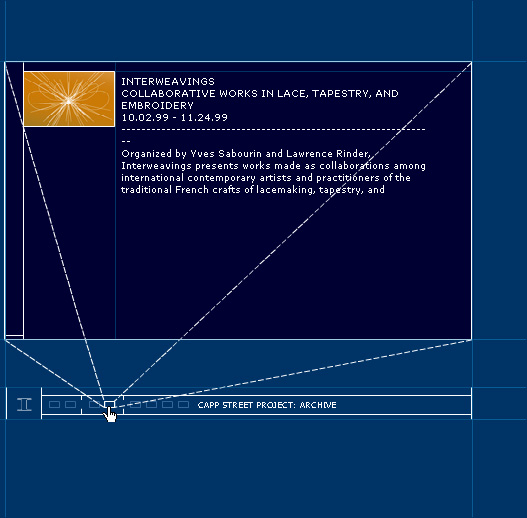 INTERWEAVINGS
COLLABORATIVE WORKS IN LACE, TAPESTRY, AND
EMBROIDERY
10.02.99 - 11.24.99
--------------------------------------------------
--
Organized by Yves Sabourin and Lawrence Rinder,
Interweavings presents works made as collaborations among
international contemporary artists and practitioners of the
traditional French crafts of lacemaking, tapestry, and
CAPP STREET PROJECT: ARCHIVE